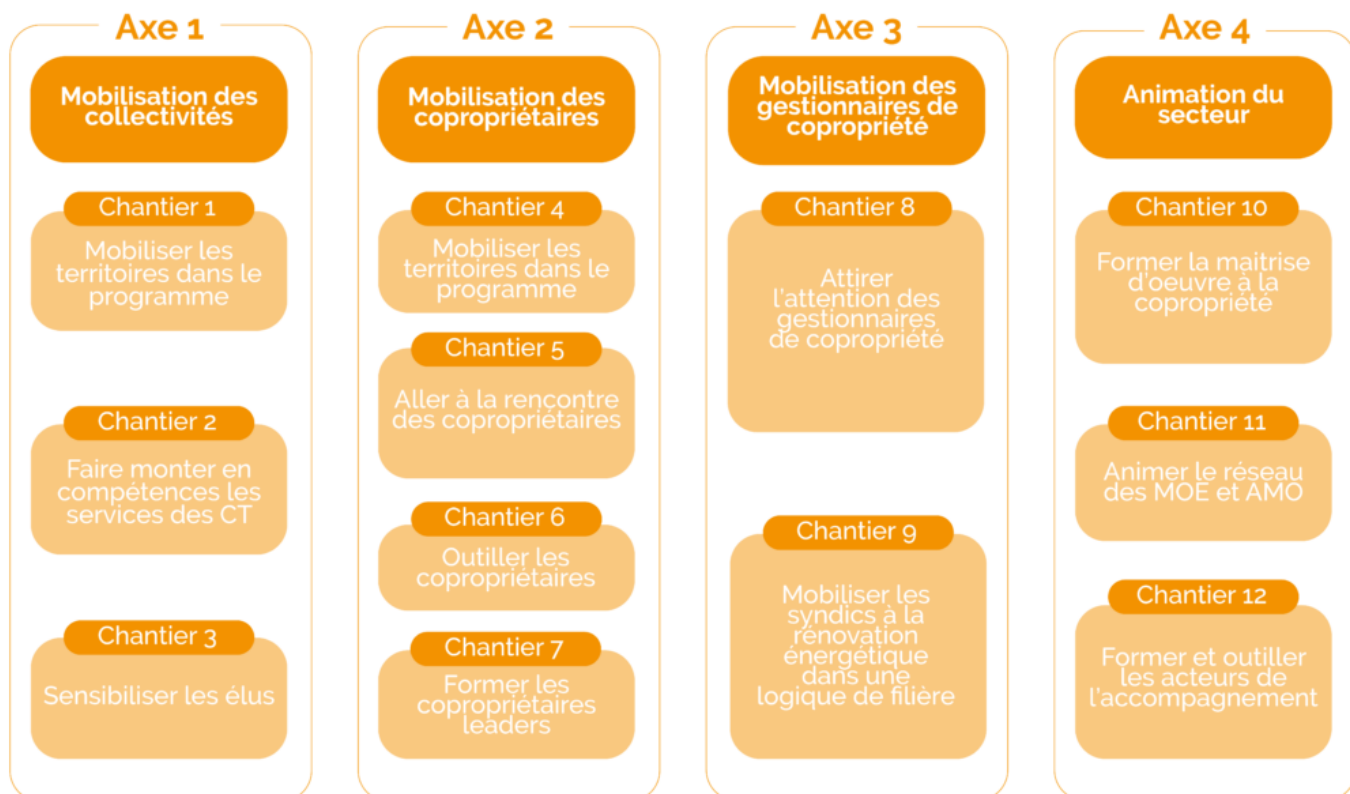 Axe 1
Mobilisation des
collectivités
Chantier 1
Mobiliser les
territoires dans le
programme
Chantier 2
Faire monter en
compétences les
services des CT
Chantier 3
Sensibiliser les élus
Axe 2
Mobilisation des
copropriétaires
Chantier 4
Mobiliser les
territoires dans le
programme
Chantier 5
Aller à la rencontre
des copropriétaires
Chantier 6
Outiller les
copropriétaires
Chantier 7
Former les
copropriétaires
leaders
Axe 3
Mobilisation des
gestionnaires de
copropriété
Chantier 8
Attirer
l'attention des
gestionnaires
de copropriété
Chantier 9
Mobiliser les
syndics à la
rénovation
énergétique
dans une
logique de filière
Axe 4
Animation du
secteur
Chantier 10
Former la maitrise
d'oeuvre à la
copropriété
Chantier 11
Animer le réseau
des MOE et AMO
Chantier 12
Former et outiller
les acteurs de
l'accompagnement